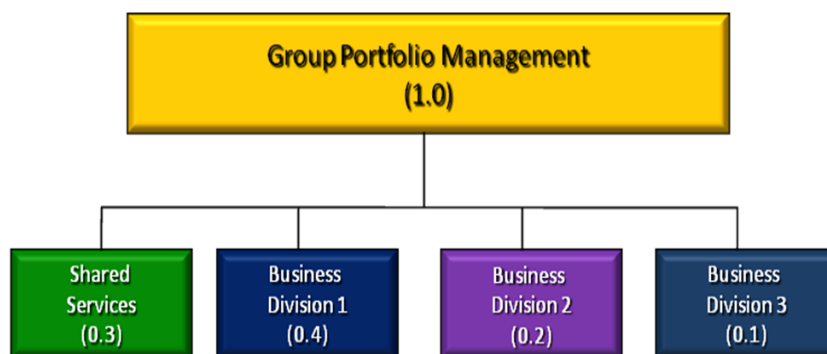 Group Portfolio Management
(1.0)
Shared
Services
(0.3)
Business
Division 1
(0.4)
Business
Division 2
(0.2)
Business
Division 3
(0.1)